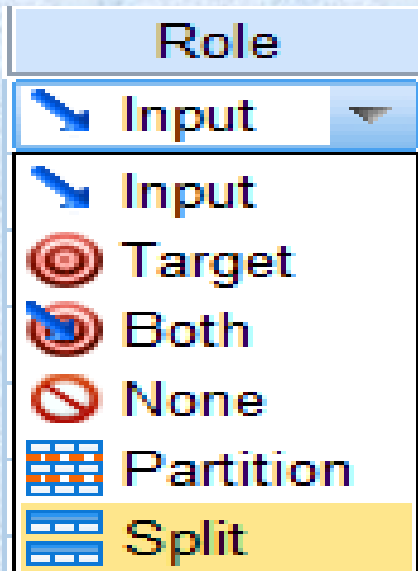 Role
Input
Input
Target
Both
None
Partition
Split